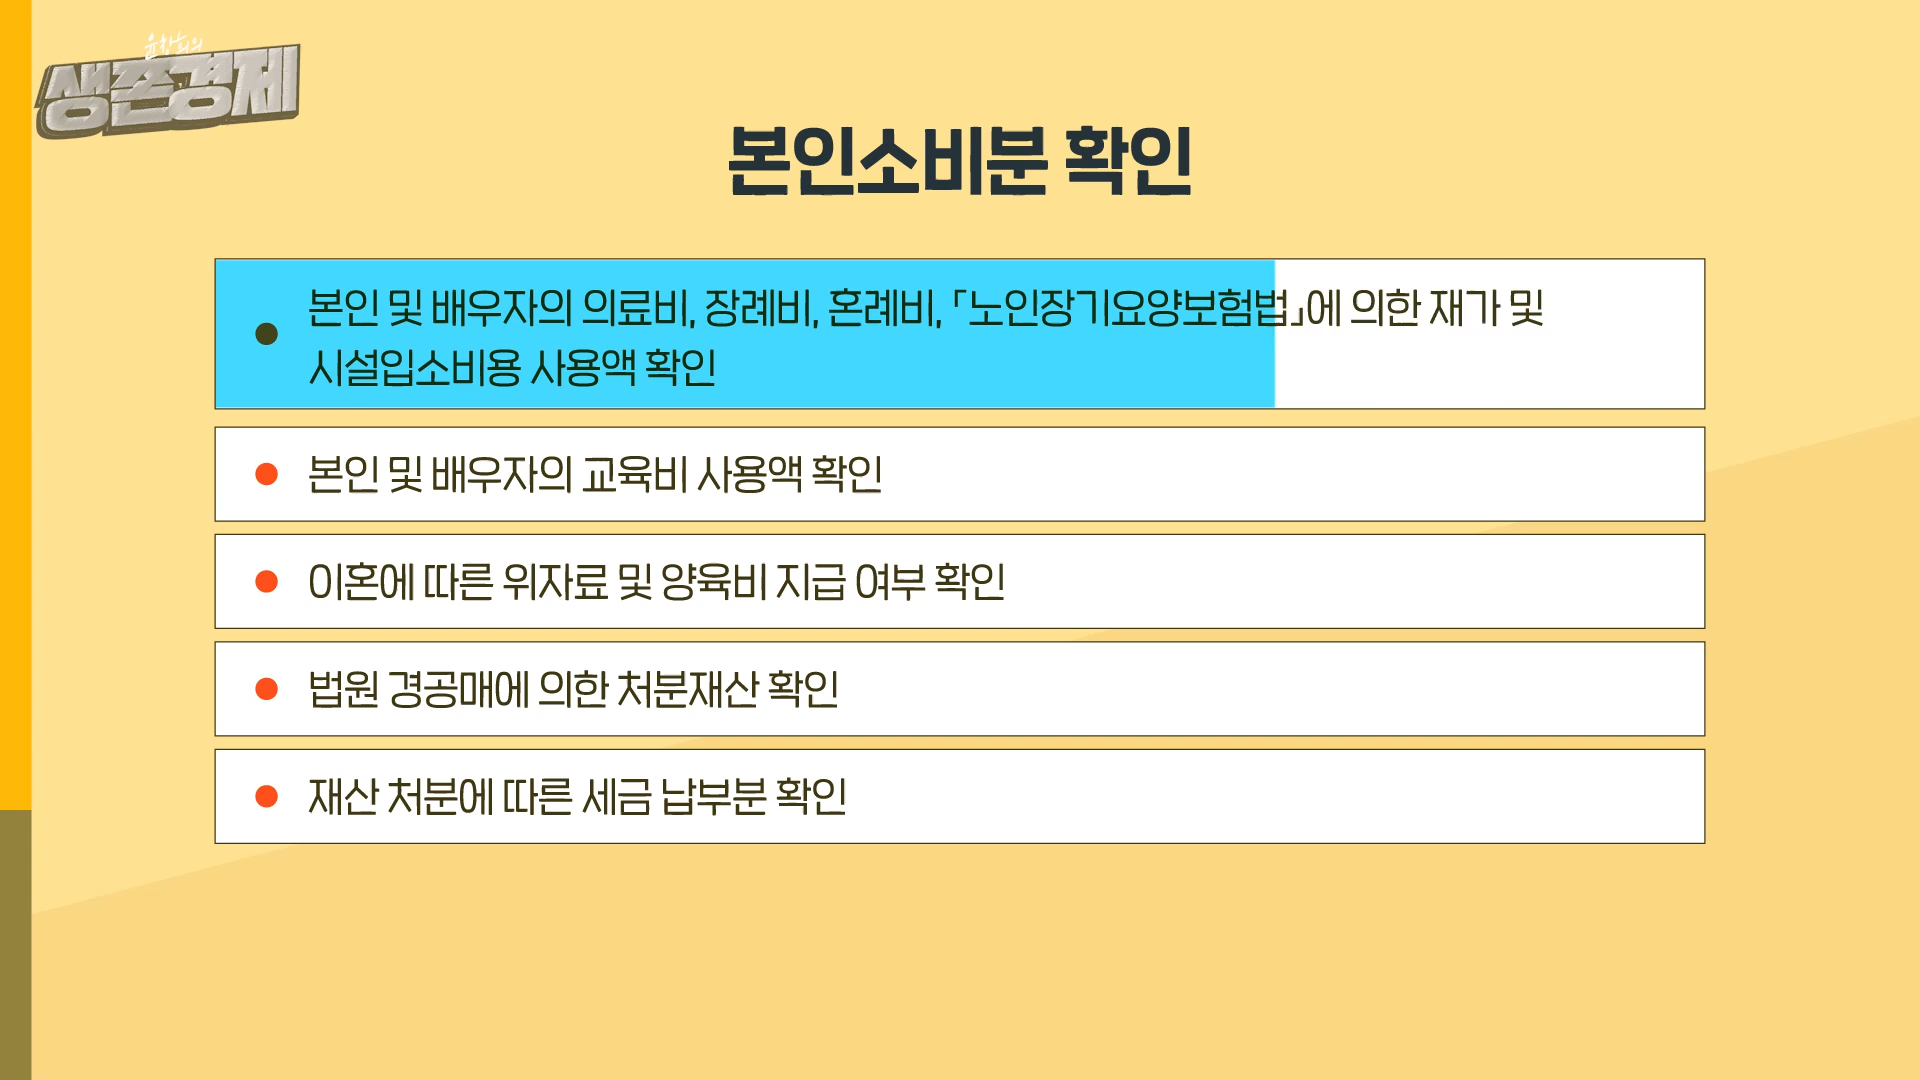 윤창희의
생존경제
본인소비분 확인
본인 및 배우자의 의료비, 장례비, 혼례비, 「노인장기요양보험법」에 의한 재가 및
시설입소비용 사용액 확인
본인 및 배우자의 교육비 사용액 확인
이혼에 따른 위자료 및 양육비 지급 여부 확인
법원 경공매에 의한 처분재산 확인
재산 처분에 따른 세금 납부분 확인